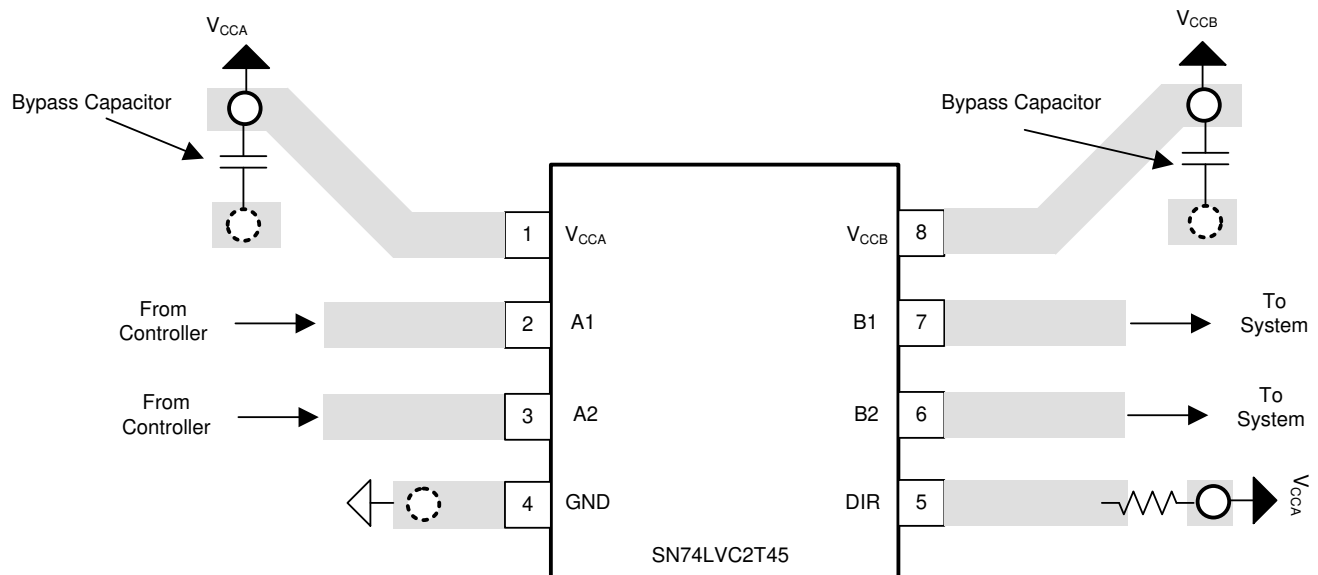 VCCA
VCCB
Bypass Capacitor
Bypass Capacitor
1
VCCA
VCCB
8
From
Controller
2
A1
B1
7
To
System
From
Controller
3
A2
B2
6
To
System
4
GND
DIR
5
VCCA
SN74LVC2T45